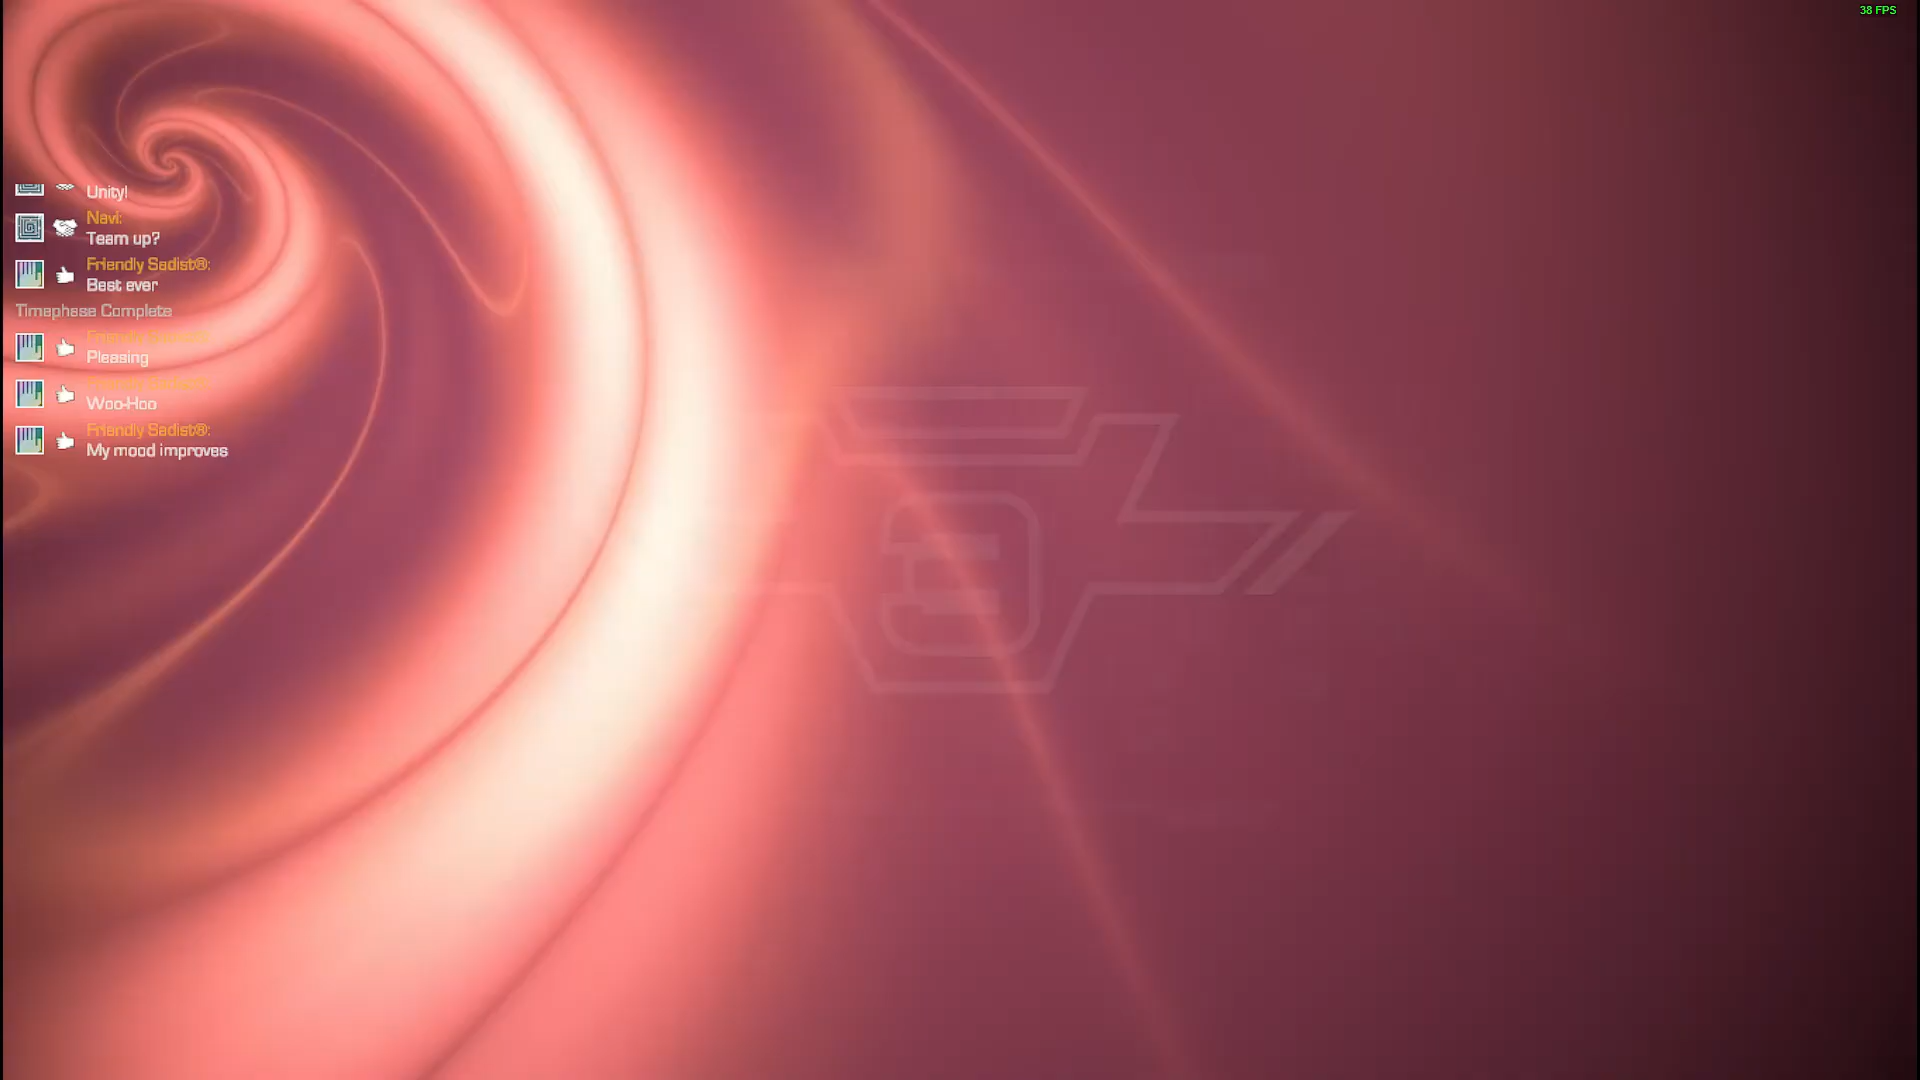 38 FPS
Unity!
Navi:
Team up?
Friendly Sadist®:
Best ever
Timephase Complete
Friendly Sadist®:
Pleasing
Friendly Sadist®:
Woo-Hoo
Friendly Sadist®:
My mood improves